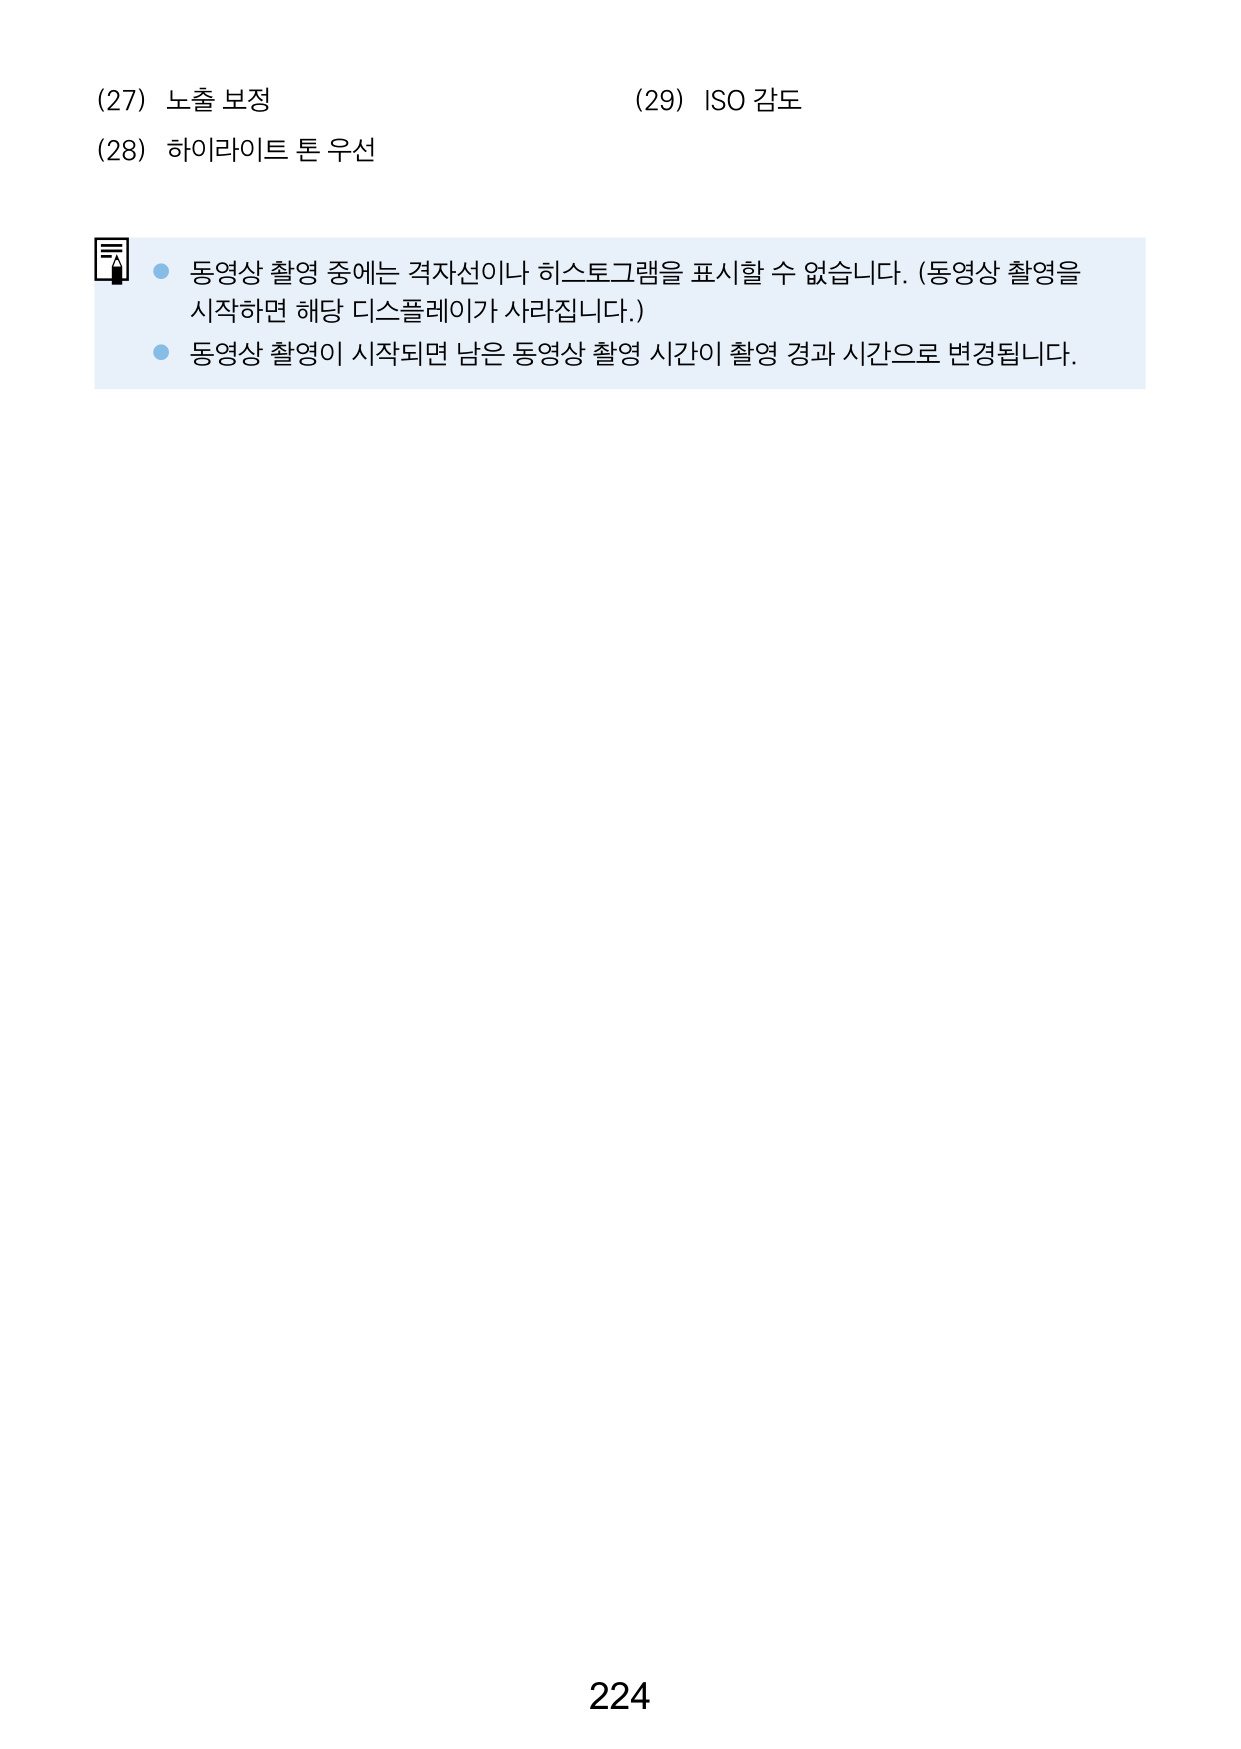 (27) 노출 보정
(28) 하이라이트 톤 우선
(29) ISO 감도
동영상 촬영 중에는 격자선이나 히스토그램을 표시할 수 없습니다. (동영상 촬영을
시작하면 해당 디스플레이가 사라집니다.)
동영상 촬영이 시작되면 남은 동영상 촬영 시간이 촬영 경과 시간으로 변경됩니다.
224